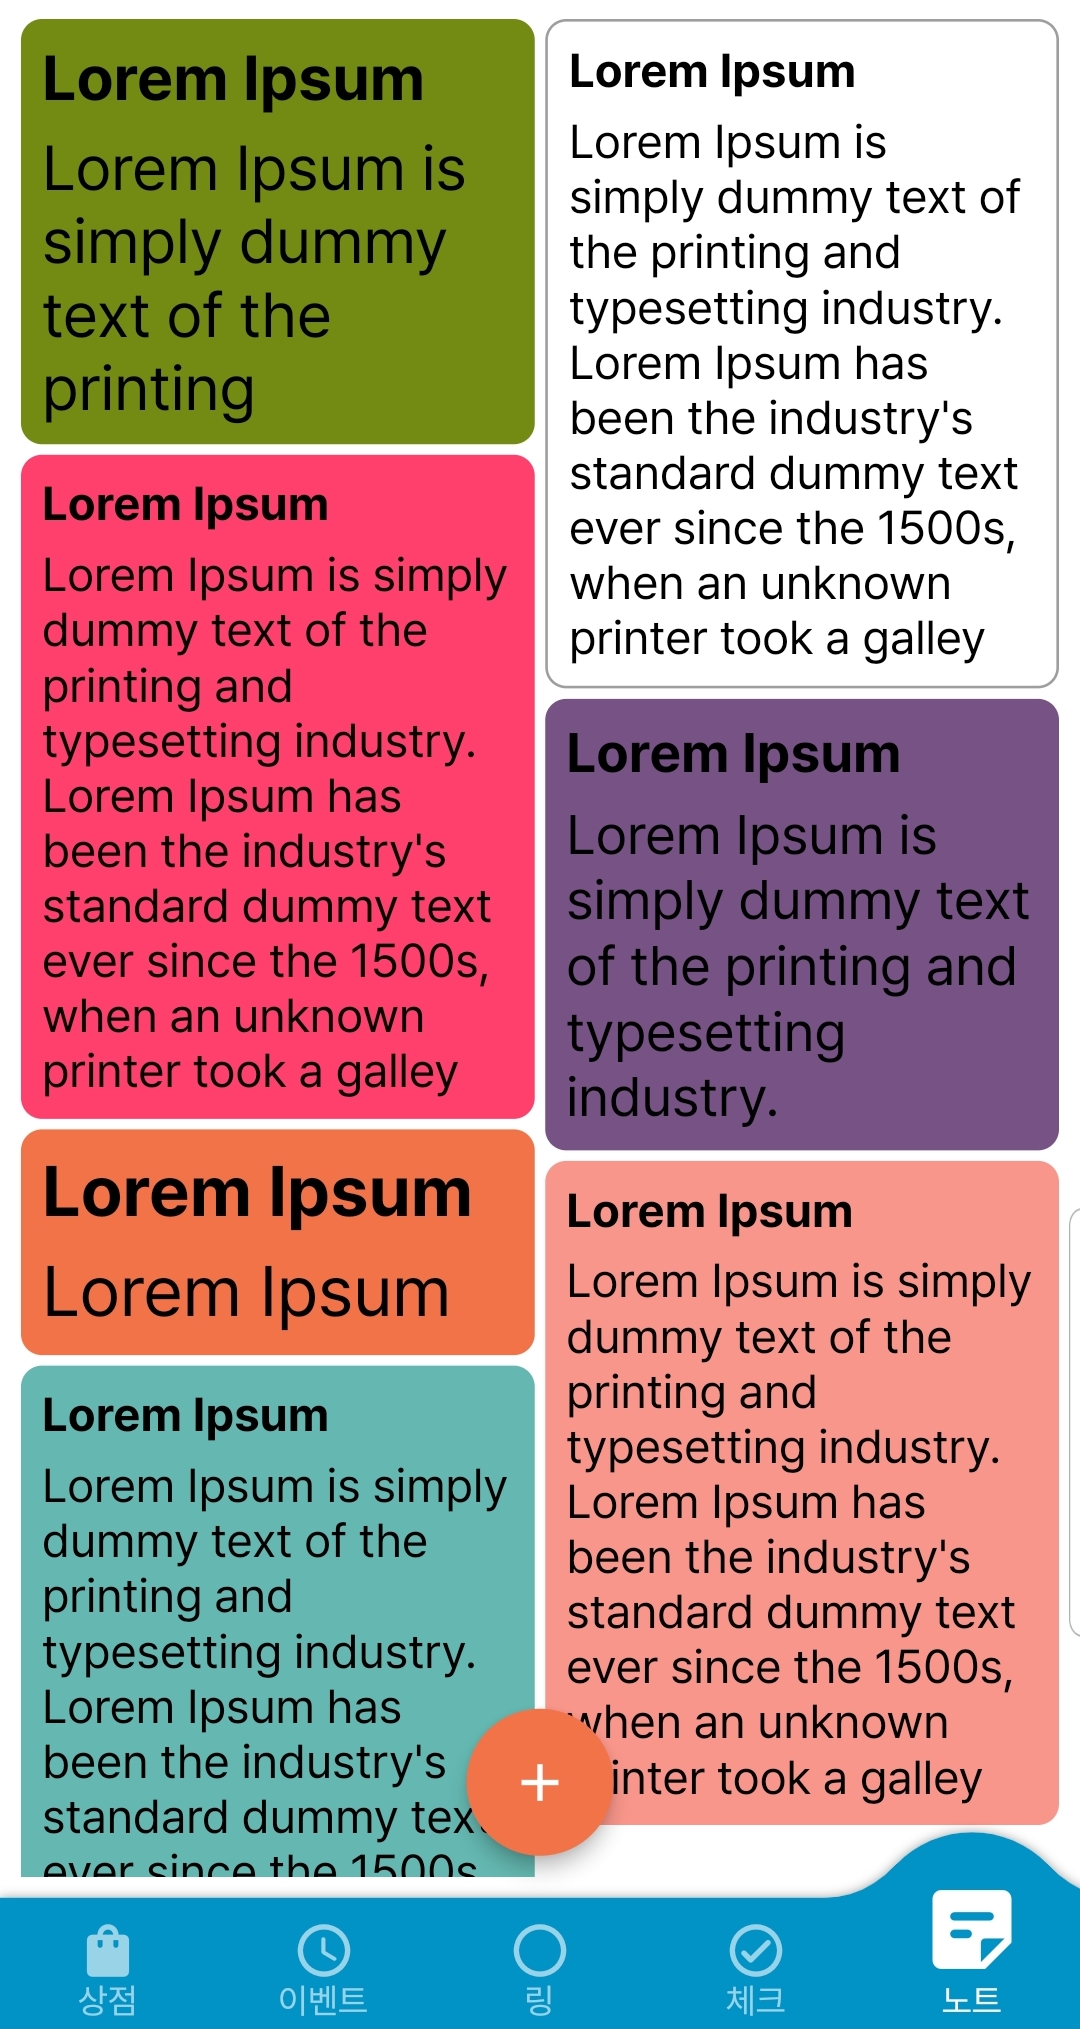 Lorem Ipsum
Lorem Ipsum is
simply dummy
text of the
printing
Lorem Ipsum
Lorem Ipsum is simply
dummy text of the
printing and
typesetting industry.
Lorem Ipsum has
been the industry's
standard dummy text
ever since the 1500s,
when an unknown
printer took a galley
Lorem Ipsum
Lorem Ipsum
Lorem Ipsum
Lorem Ipsum is simply
dummy text of the
printing and
typesetting industry.
Lorem Ipsum has
been the industry's
standard dummy tex
ever since the 1500s
Lorem Ipsum
Lorem Ipsum is
simply dummy text of
the printing and
typesetting industry.
Lorem Ipsum has
been the industry's
standard dummy text
ever since the 1500s,
when an unknown
printer took a galley
Lorem Ipsum
Lorem Ipsum is
simply dummy text
of the printing and
typesetting
industry.
Lorem Ipsum
Lorem Ipsum is simply
dummy text of the
printing and
typesetting industry.
Lorem Ipsum has
been the industry's
standard dummy text
ever since the 1500s,
when an unknown
inter took a galley
상점
이벤트
링
체크
노트